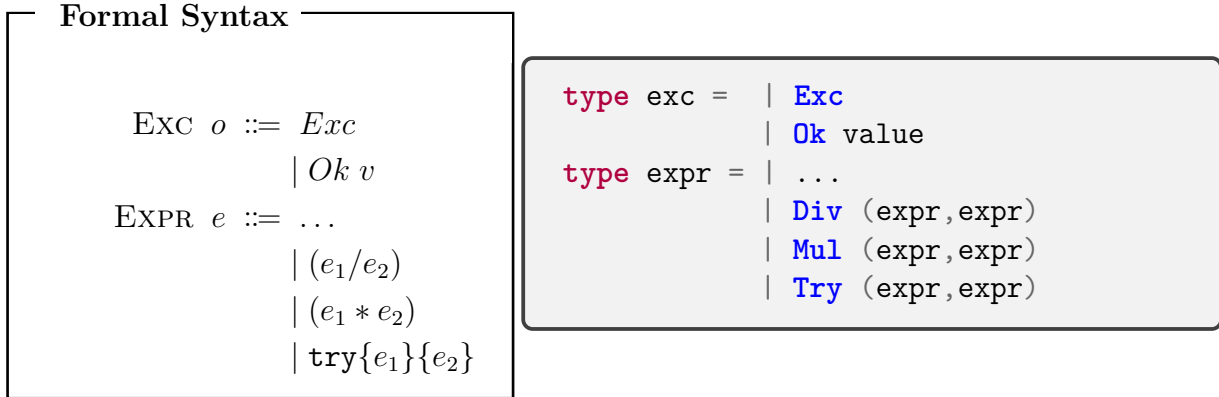 Formal Syntax
EXC o ::= Exc
| Ok v
EXPR e ::= ...
| (e₁/e₂)
| (e₁ * e₂)
| try{e₁}{e₂}
type exc = | Exc
| Ok value
type expr = | ...
| Div (expr,expr)
| Mul (expr,expr)
| Try (expr,expr)